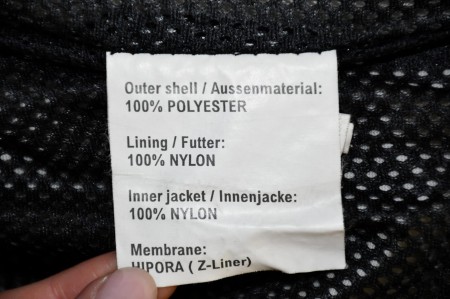 Outer shell / Aussenmaterial:
100% POLYESTER
Lining / Futter:
100% NYLON
Inner jacket / Innenjacke:
100% NYLON
Membrane:
HIPORA ( Z-Liner)